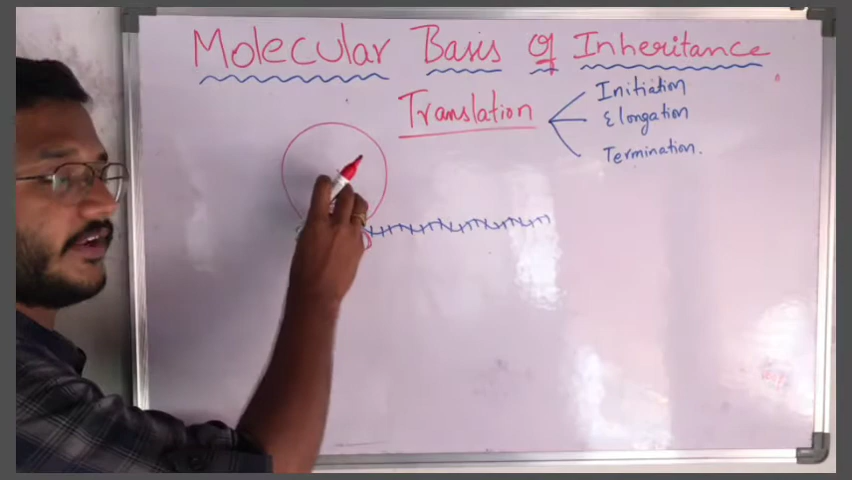 Molecular Basis Of Inheritance
Translation
Initiation
Elongation
Termination.